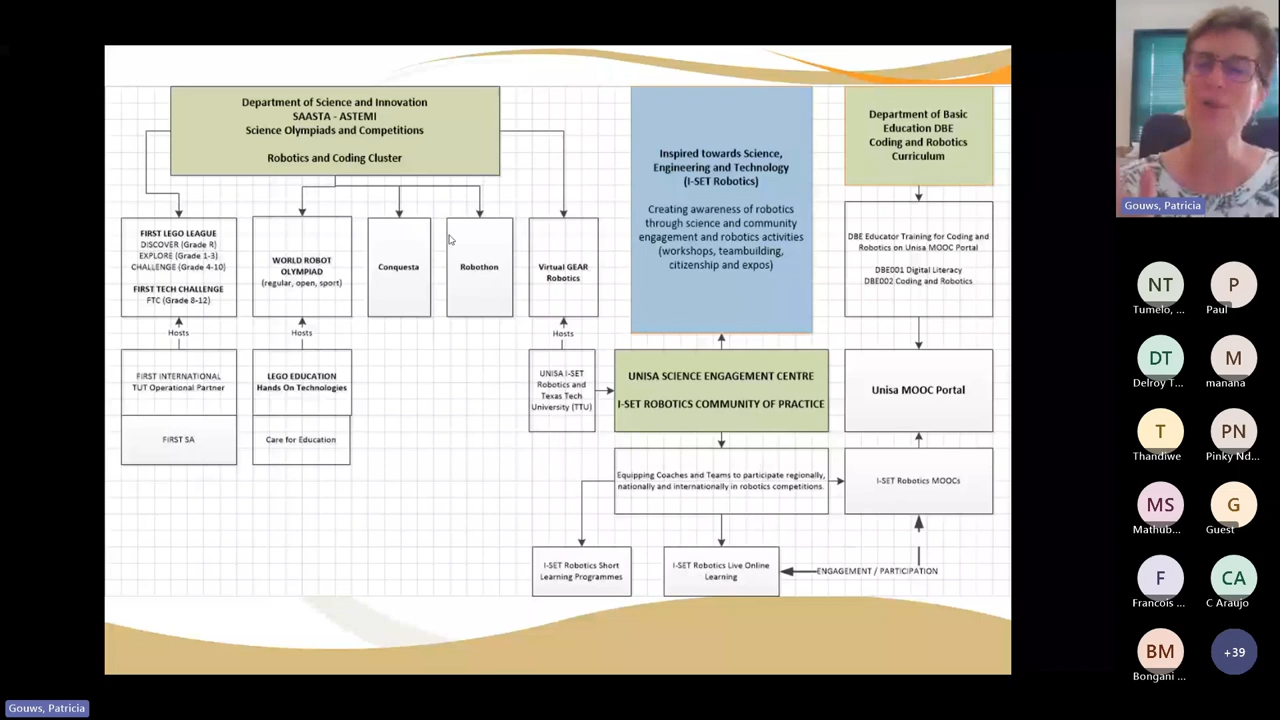 Department of Science and Innovation
SAASTA - ASTEMI
Science Olympiads and Competitions
Robotics and Coding Cluster
FIRST LEGO LEAGUE
DISCOVER (Grade R)
EXPLORE (Grade 1-3)
CHALLENGE (Grade 4-10)
FIRST TECH CHALLENGE
FTC (Grade 8-12)
WORLD ROBOT
OLYMPIAD
(regular, open, sport)
Conquesta
Robothon
Virtual GEAR
Robotics
Hosts
Hosts
Hosts
FIRST INTERNATIONAL
TUT Operational Partner
FIRST SA
LEGO EDUCATION
Hands On Technologies
Care for Education
UNISA I-SET
Robotics and
Texas Tech
University (TTU)
Inspired towards Science,
Engineering and Technology
(I-SET Robotics)
Creating awareness of robotics
through science and community
engagement and robotics activities
(workshops, teambuilding,
citizenship and expos)
UNISA SCIENCE ENGAGEMENT CENTRE
I-SET ROBOTICS COMMUNITY OF PRACTICE
Equipping Coaches and Teams to participate regionally,
nationally and internationally in robotics competitions.
I-SET Robotics Short
Learning Programmes
I-SET Robotics Live Online
Learning
ENGAGEMENT / PARTICIPATION
Department of Basic
Education DBE
Coding and Robotics
Curriculum
DBE Educator Training for Coding and
Robotics on Unisa MOOC Portal
DBE001 Digital Literacy
DBE002 Coding and Robotics
Unisa MOOC Portal
I-SET Robotics MOOCs
Gouws, Patricia
NT
Tumelo, ...
P
Paul
DT
Delroy T...
M
manana
T
Thandiwe
PN
Pinky Nd...
MS
Mathub...
G
Guest
F
Francois ...
CA
C Araujo
BM
Bongani ...
+39
Gouws, Patricia